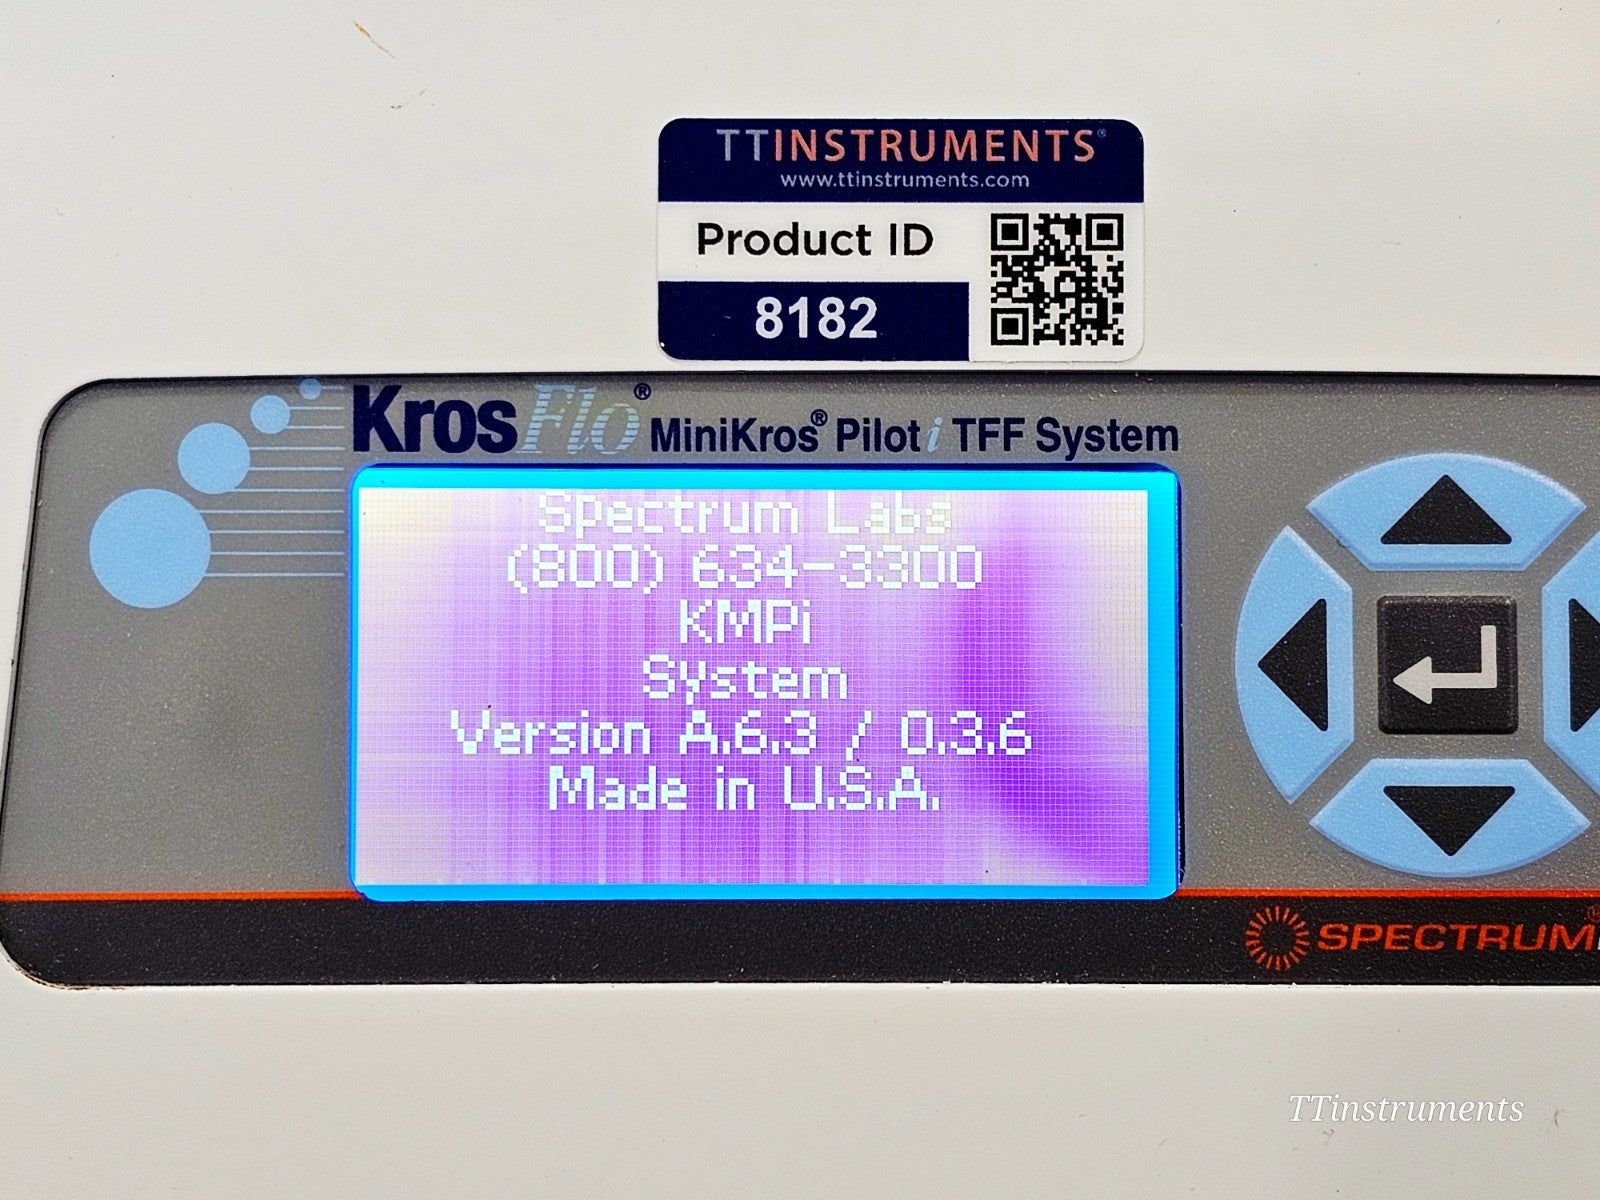 TTINSTRUMENTS®
www.ttinstruments.com
Product ID
8182
KrosFlo® MiniKros® Pilot i TFF System
Spectrum Labs
(800) 634-3300
KMPi
System
Version A.6.3 / 0.3.6
Made in U.S.A.
SPECTRUM®
TTinstruments